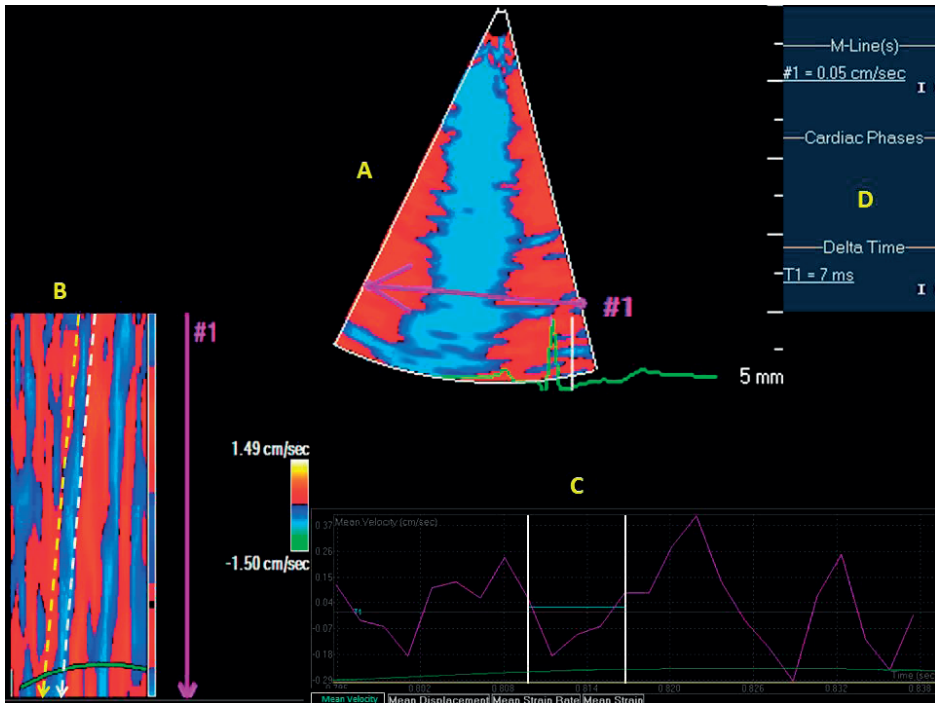 A
#1
5 mm
M-Line(s)
#1 = 0.05 cm/sec
I
Cardiac Phases
D
Delta Time
T1 = 7 ms
I
B
#1
1.49 cm/sec
-1.50 cm/sec
C
Mean Velocity (cm/sec)
0.37
0.26
0.15
0.04
T1
-0.07
-0.18
-0.29
0.802 0.808 0.814 0.820 0.826 0.832 0.838
Time (sec)
Mean Velocity Mean Displacement Mean Strain Rate Mean Strain